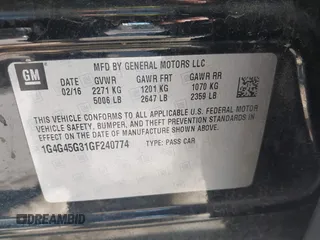 GM
MFD BY GENERAL MOTORS LLC
02/16 GVWR GAWR FRT GAWR RR
2271 KG 1201 KG 1070 KG
5006 LB 2647 LB 2359 LB
THIS VEHICLE CONFORMS TO ALL APPLICABLE U.S. FEDERAL MOTOR
VEHICLE SAFETY, BUMPER, AND THEFT PREVENTION STANDARDS IN
EFFECT ON THE DATE OF MANUFACTURE SHOWN ABOVE.
1G4G45G31GF240774 TYPE: PASS CAR
DREAMBID